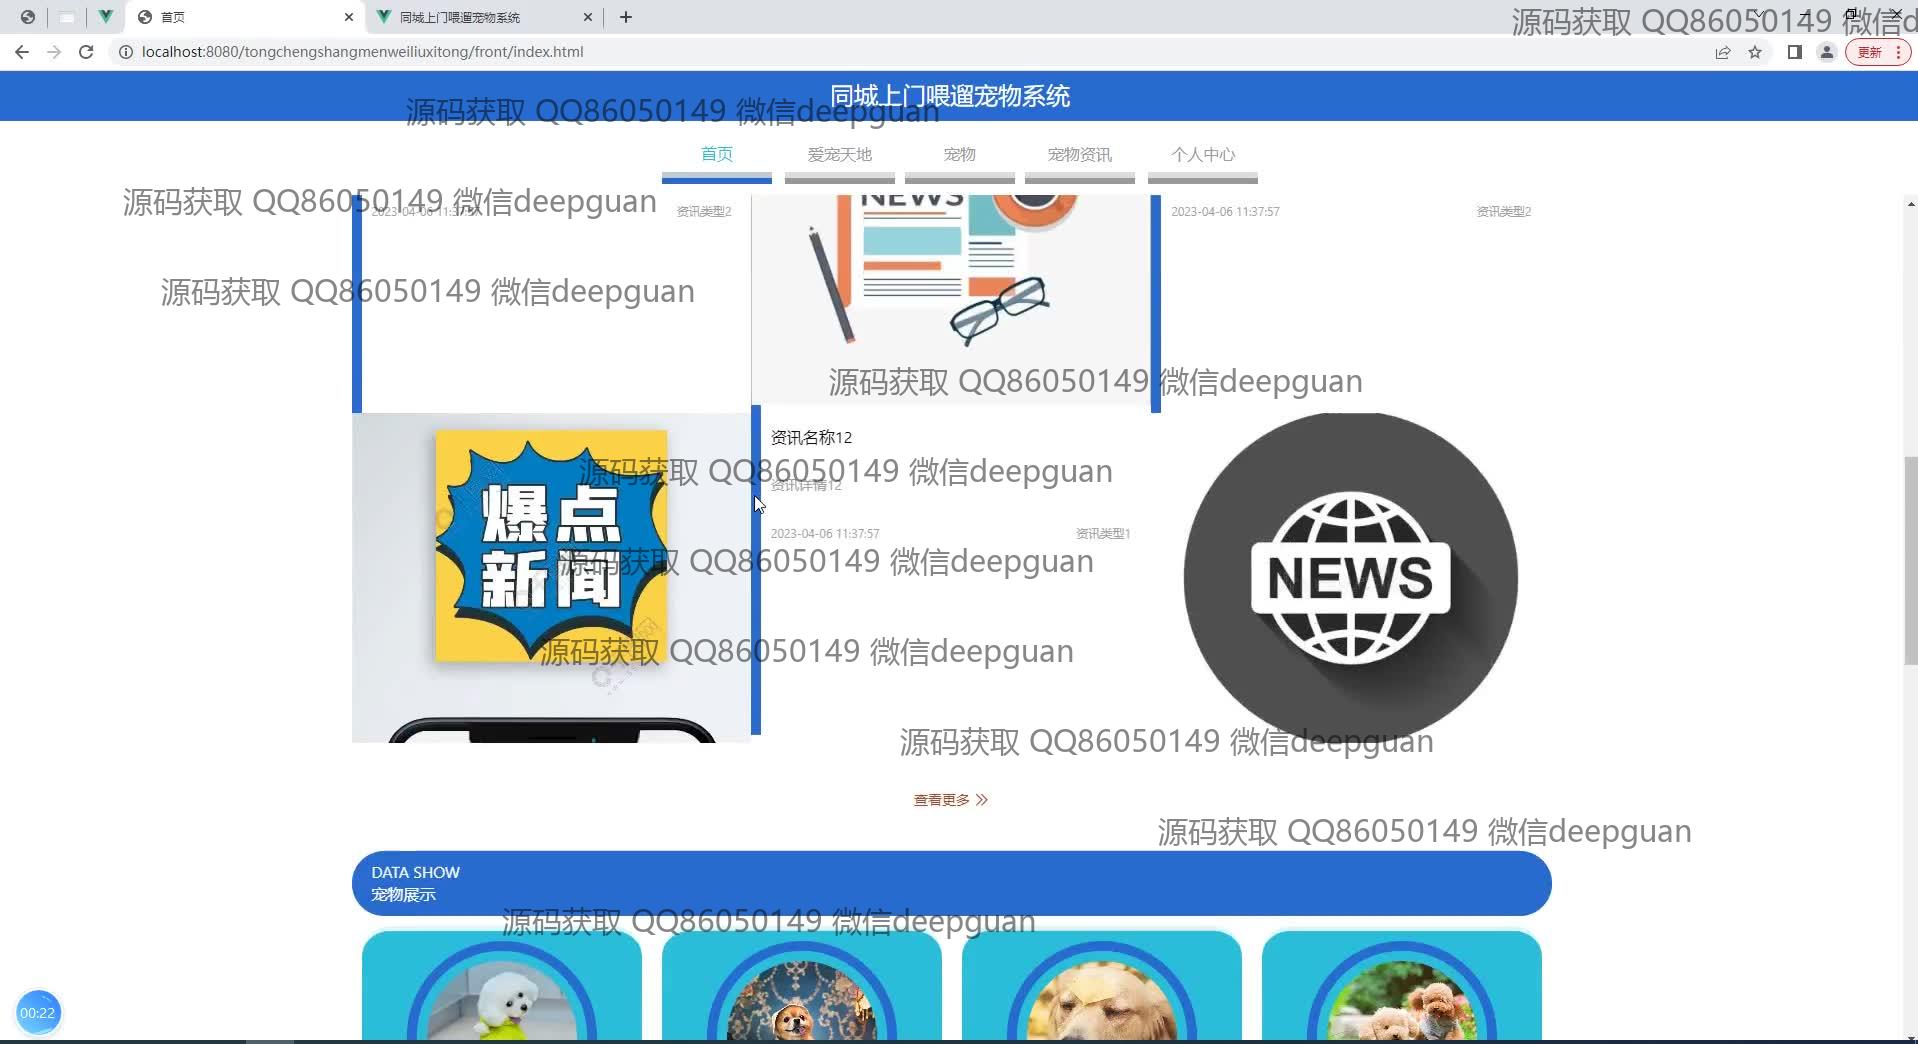 首页
同城上门喂遛宠物系统
源码获取 QQ86050149 微信d
localhost:8080/tongchengshangmenweiliuxitong/front/index.html
更新
同城上门喂遛宠物系统
源码获取 QQ86050149 微信deepguan
首页 爱宠天地 宠物 宠物资讯 个人中心
源码获取 QQ86050149 微信deepguan
2023-04-06 11:37:57 资讯类型2
NEWS
2023-04-06 11:37:57 资讯类型2
源码获取 QQ86050149 微信deepguan
源码获取 QQ86050149 微信deepguan
资讯名称12
源码获取 QQ86050149 微信deepguan
资讯详情12
爆点
新闻
2023-04-06 11:37:57 资讯类型1
源码获取 QQ86050149 微信deepguan
NEWS
源码获取 QQ86050149 微信deepguan
源码获取 QQ86050149 微信deepguan
查看更多
源码获取 QQ86050149 微信deepguan
DATA SHOW
宠物展示
源码获取 QQ86050149 微信deepguan
00:22